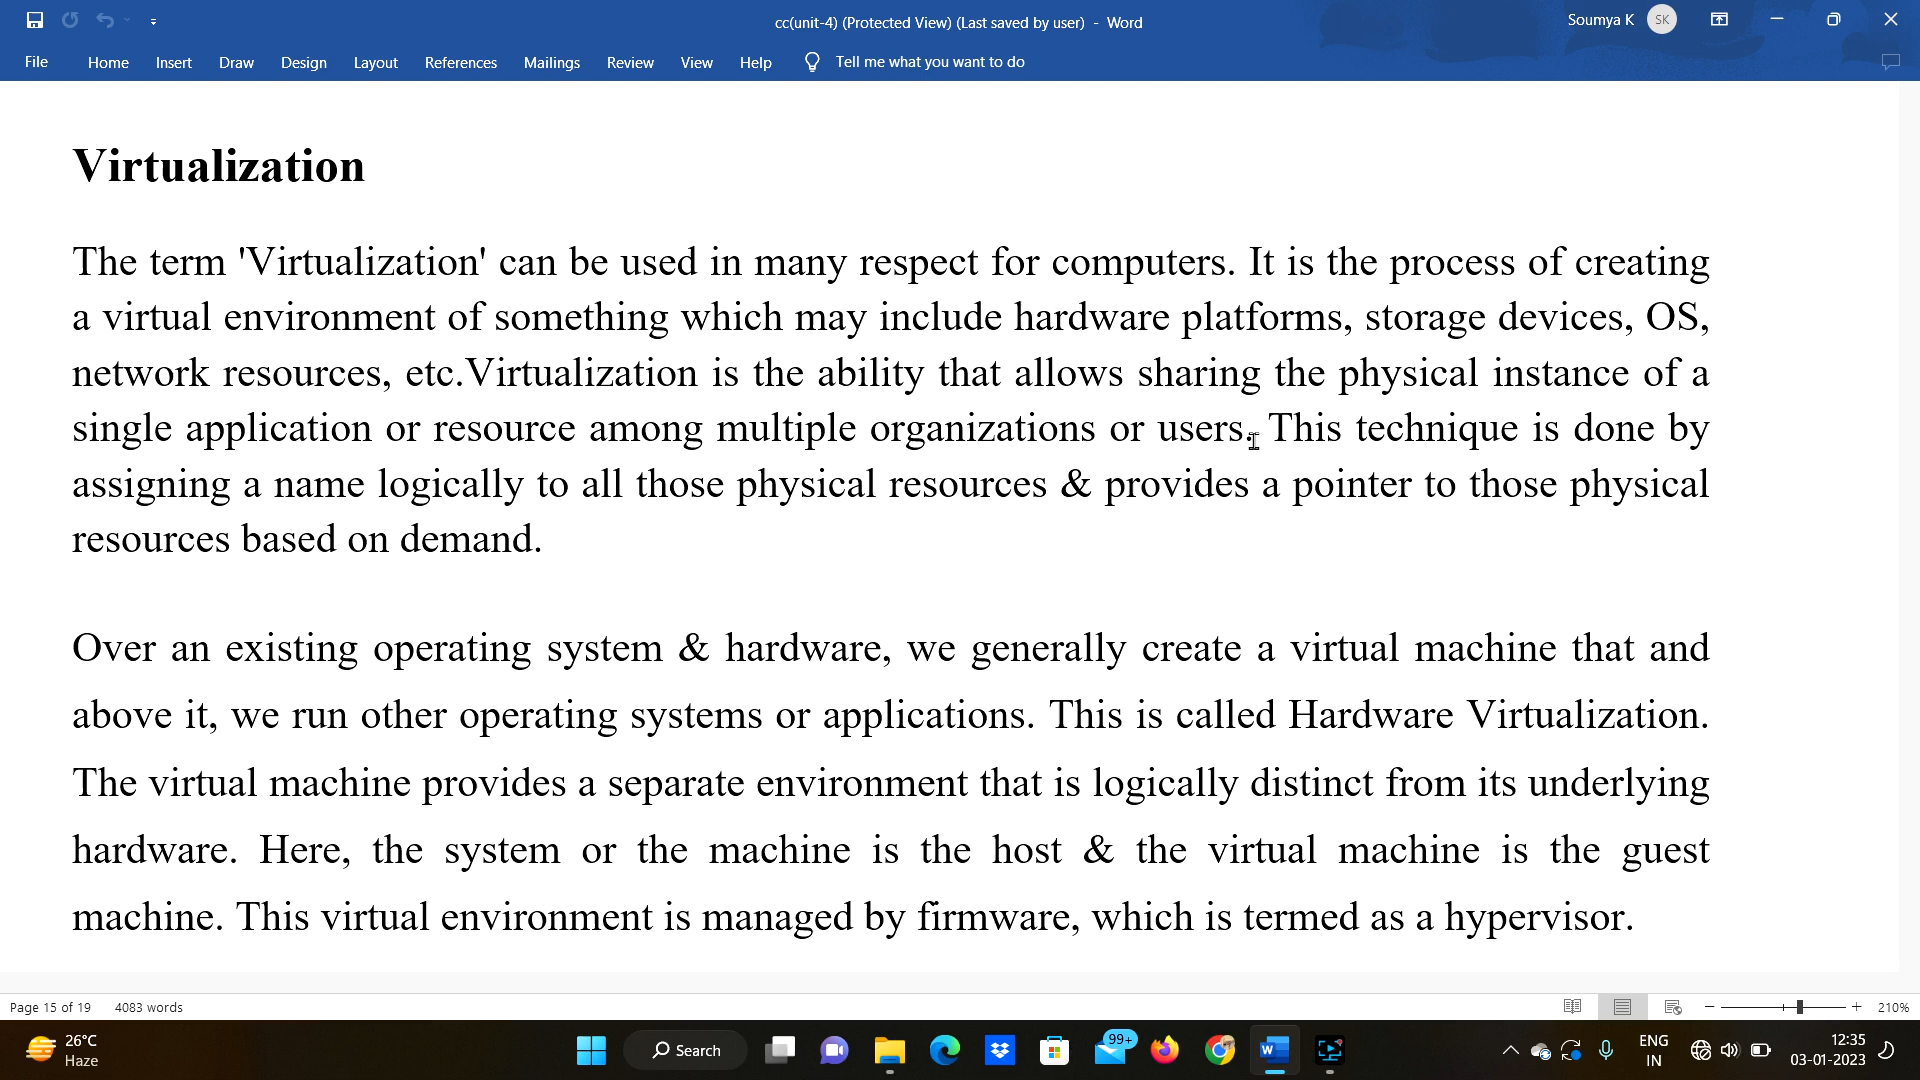 cc(unit-4) (Protected View) (Last saved by user) - Word
Soumya K SK
File Home Insert Draw Design Layout References Mailings Review View Help Tell me what you want to do
Virtualization
The term 'Virtualization' can be used in many respect for computers. It is the process of creating
a virtual environment of something which may include hardware platforms, storage devices, OS,
network resources, etc.Virtualization is the ability that allows sharing the physical instance of a
single application or resource among multiple organizations or users. This technique is done by
assigning a name logically to all those physical resources & provides a pointer to those physical
resources based on demand.
Over an existing operating system & hardware, we generally create a virtual machine that and
above it, we run other operating systems or applications. This is called Hardware Virtualization.
The virtual machine provides a separate environment that is logically distinct from its underlying
hardware. Here, the system or the machine is the host & the virtual machine is the guest
machine. This virtual environment is managed by firmware, which is termed as a hypervisor.
Page 15 of 19 4083 words
210%
26°C
Haze
Search
99+
W
ENG
IN
12:35
03-01-2023